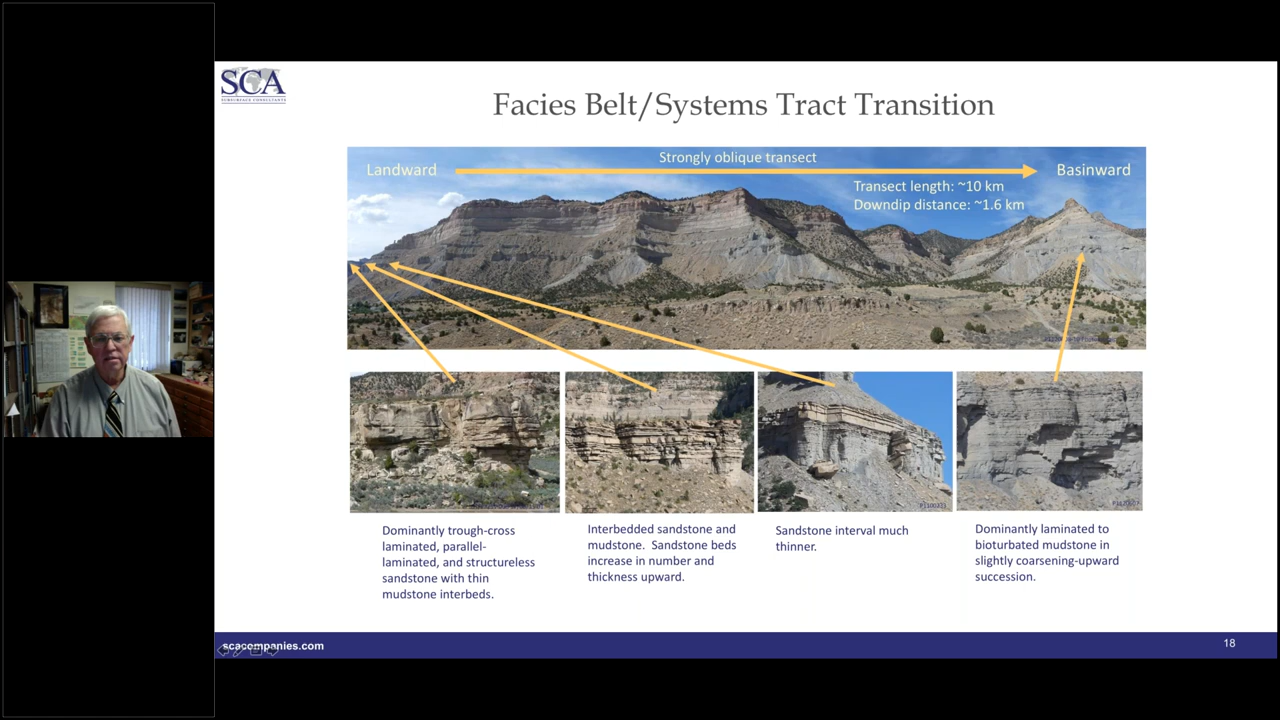 SCA
SUBSURFACE CONSULTANTS
Facies Belt/Systems Tract Transition
Landward
Strongly oblique transect
Basinward
Transect length: ~10 km
Downdip distance: ~1.6 km
Dominantly trough-cross
laminated, parallel-
laminated, and structureless
sandstone with thin
mudstone interbeds.
Interbedded sandstone and
mudstone.  Sandstone beds
increase in number and
thickness upward.
Sandstone interval much
thinner.
Dominantly laminated to
bioturbated mudstone in
slightly coarsening-upward
succession.
scacompanies.com
18